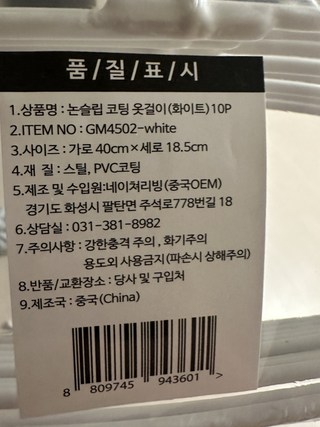 품/질/표/시
1.상품명 : 논슬립 코팅 옷걸이(화이트)10P
2.ITEM NO : GM4502-white
3.사이즈 : 가로 40cm×세로 18.5cm
4.재 질 : 스틸, PVC코팅
5.제조 및 수입원:네이쳐리빙(중국OEM)
경기도 화성시 팔탄면 주석로778번길 18
6.상담실 : 031-381-8982
7.주의사항 : 강한충격 주의 , 화기주의
용도외 사용금지(파손시 상해주의)
8.반품/교환장소 : 당사 및 구입처
9.제조국 : 중국(China)
8 809745 943601 >